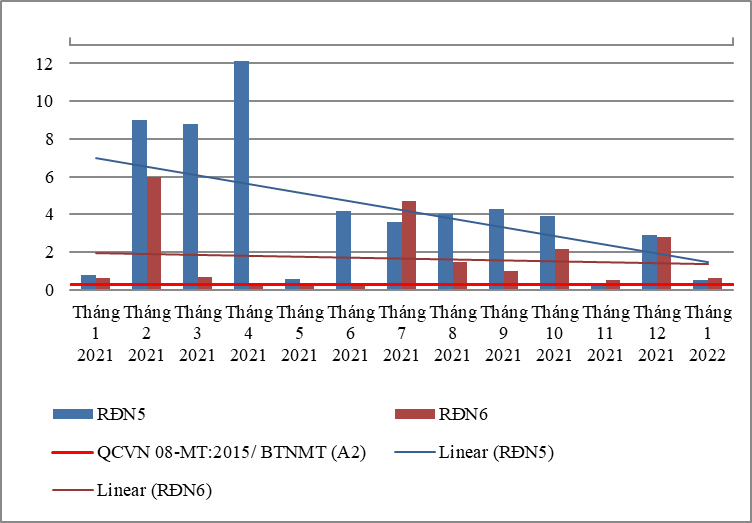 12
10
8
6
4
2
0
Tháng 1 2021
Tháng 2 2021
Tháng 3 2021
Tháng 4 2021
Tháng 5 2021
Tháng 6 2021
Tháng 7 2021
Tháng 8 2021
Tháng 9 2021
Tháng 10 2021
Tháng 11 2021
Tháng 12 2021
Tháng 1 2022
RĐN5
RĐN6
QCVN 08-MT:2015/ BTNMT (A2)
Linear (RĐN5)
Linear (RĐN6)